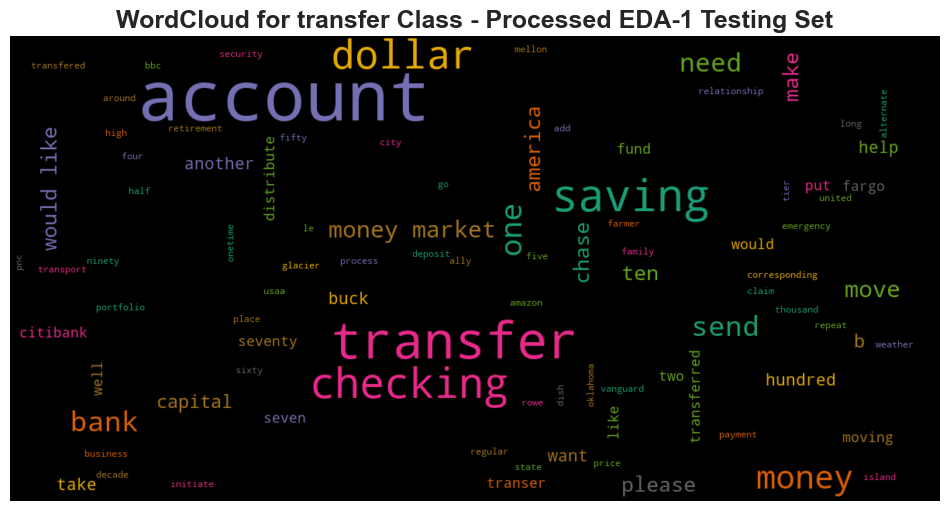 WordCloud for transfer Class - Processed EDA-1 Testing Set
dollar
mellon
security
need
make
transfered
bbc
account
relationship
around
alternate
high
retirement
fifty
city
america
add
long
would like
four
another
distribute
fund
help
half
go
saving
tier
put
fargo
united
one
farmer
emergency
onetime
le
money market
chase
family
would
pnc
ninety
transport
glacier
process
deposit
ally
five
ten
corresponding
usaa
buck
amazon
claim
move
portfolio
place
thousand
citibank
seventy
transfer
send
repeat
b
weather
sixty
checking
well
dish
oklahoma
vanguard
two
transferred
hundred
capital
rowe
bank
seven
like
payment
moving
business
regular
want
state
price
decade
take
initiate
transer
please
money
island